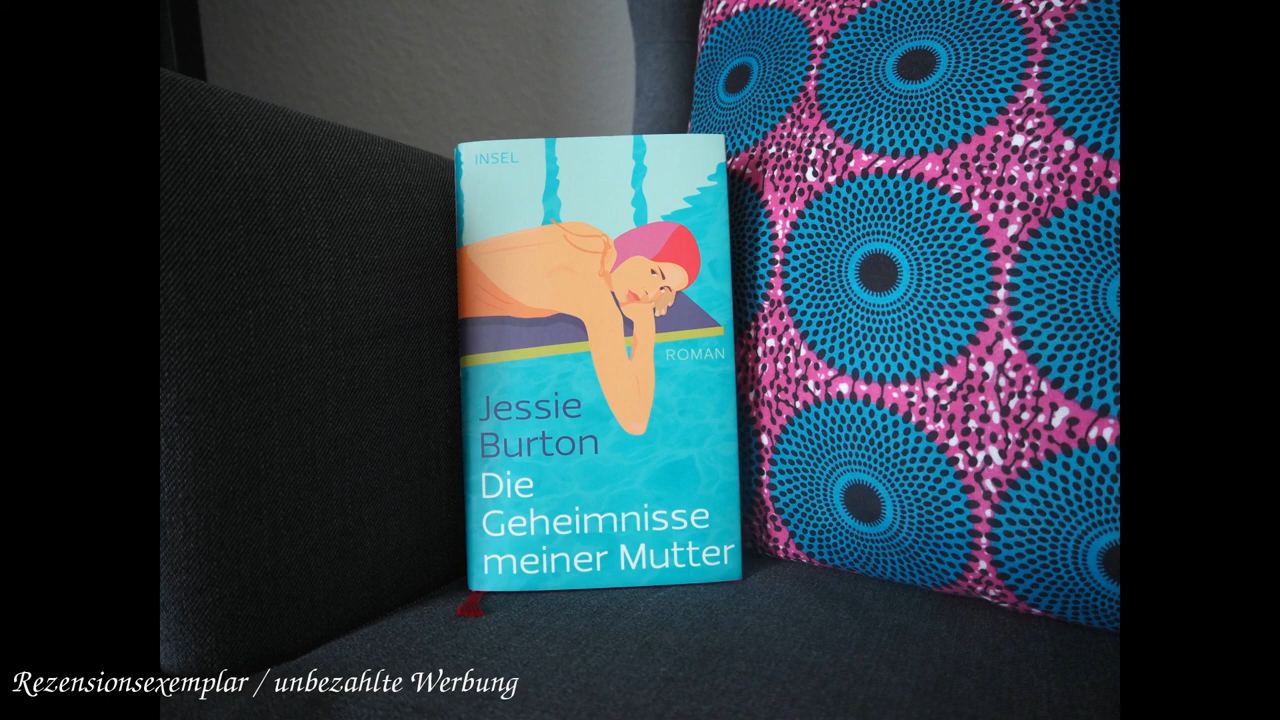 INSEL
ROMAN
Jessie
Burton
Die
Geheimnisse
meiner Mutter
Rezensionsexemplar / unbezahlte Werbung